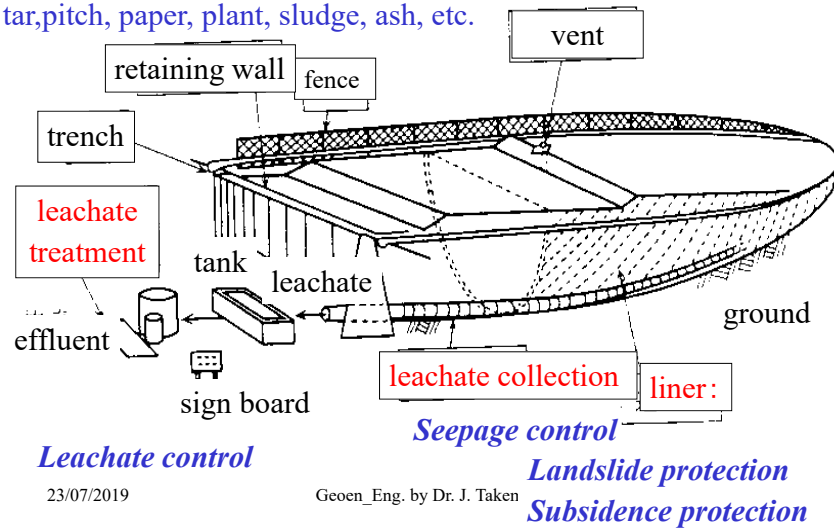 tar,pitch, paper, plant, sludge, ash, etc.
vent
retaining wall
fence
trench
leachate
treatment
tank
leachate
effluent
ground
leachate collection
liner:
sign board
Seepage control
Leachate control
Landslide protection
23/07/2019
Geoen_Eng. by Dr. J. Taken
Subsidence protection